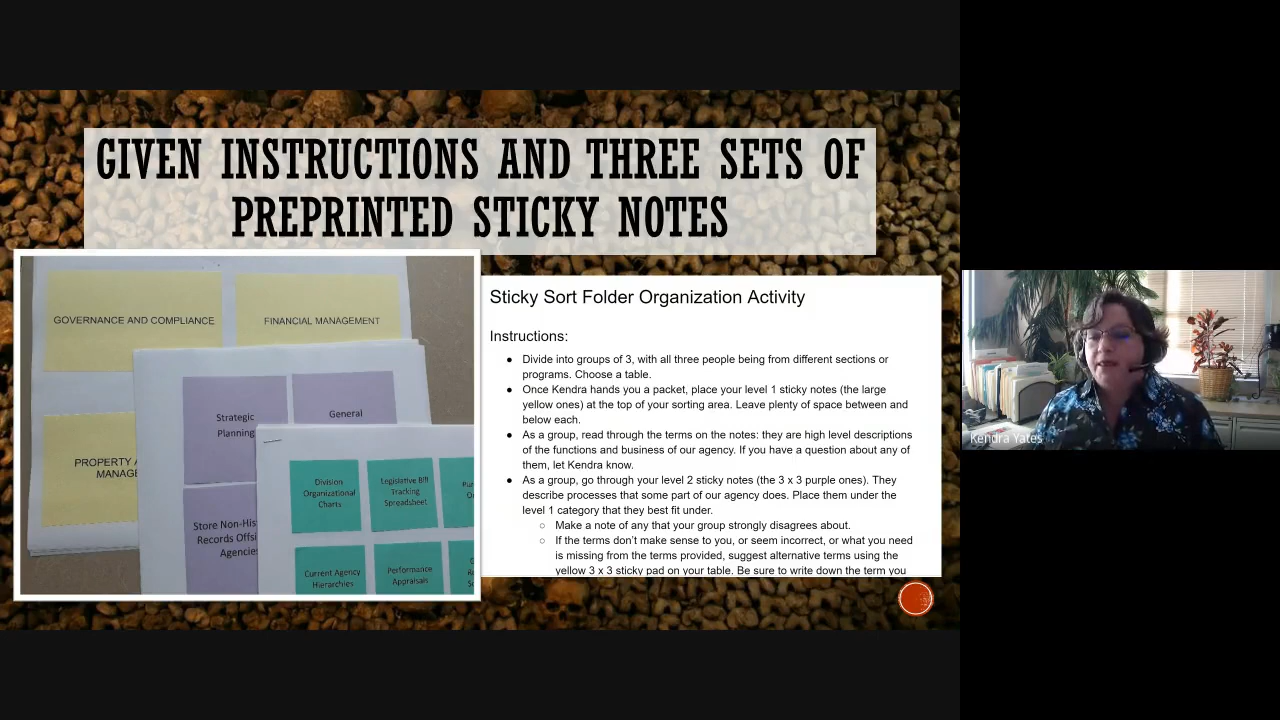 GIVEN INSTRUCTIONS AND THREE SETS OF
PREPRINTED STICKY NOTES
GOVERNANCE AND COMPLIANCE
FINANCIAL MANAGEMENT
PROPERTY
Strategic
Planning
General
Store Non-His
Records Offsi
Agencies
Division
Organizational
Charts
Legislative Bill
Tracking
Spreadsheet
Current Agency
Hierarchies
Performance
Appraisals
Sticky Sort Folder Organization Activity
Instructions:
● Divide into groups of 3, with all three people being from different sections or
programs. Choose a table.
● Once Kendra hands you a packet, place your level 1 sticky notes (the large
yellow ones) at the top of your sorting area. Leave plenty of space between and
below each.
● As a group, read through the terms on the notes: they are high level descriptions
of the functions and business of our agency. If you have a question about any of
them, let Kendra know.
● As a group, go through your level 2 sticky notes (the 3 x 3 purple ones). They
describe processes that some part of our agency does. Place them under the
level 1 category that they best fit under.
○ Make a note of any that your group strongly disagrees about.
○ If the terms don't make sense to you, or seem incorrect, or what you need
is missing from the terms provided, suggest alternative terms using the
yellow 3 x 3 sticky pad on your table. Be sure to write down the term you
Kendra Yates